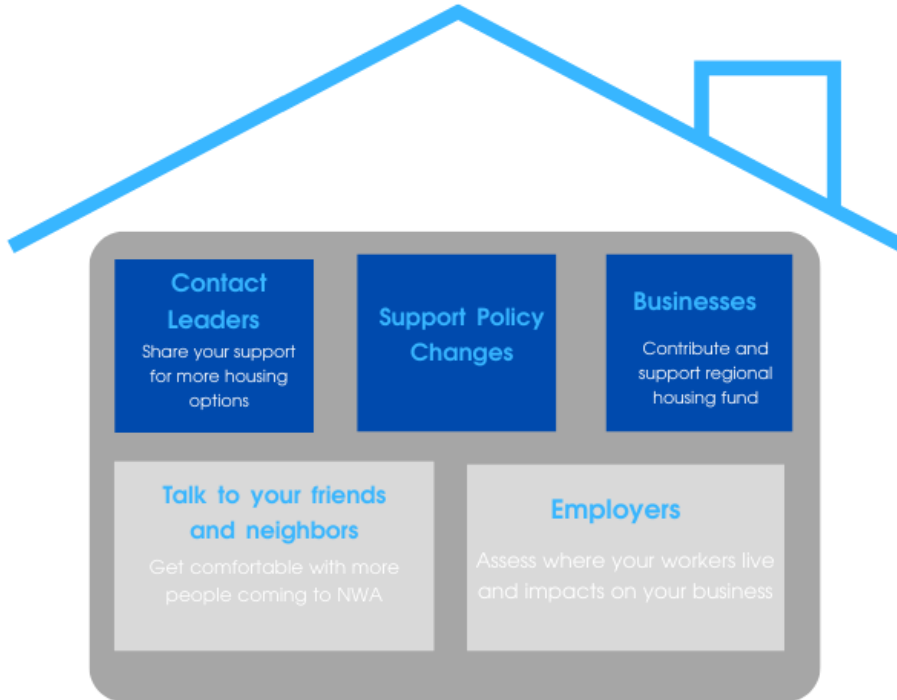 Contact
Leaders
Share your support
for more housing
options
Support Policy
Changes
Businesses
Contribute and
support regional
housing fund
Talk to your friends
and neighbors
Get comfortable with more
people coming to NWA
Employers
Assess where your workers live
and impacts on your business